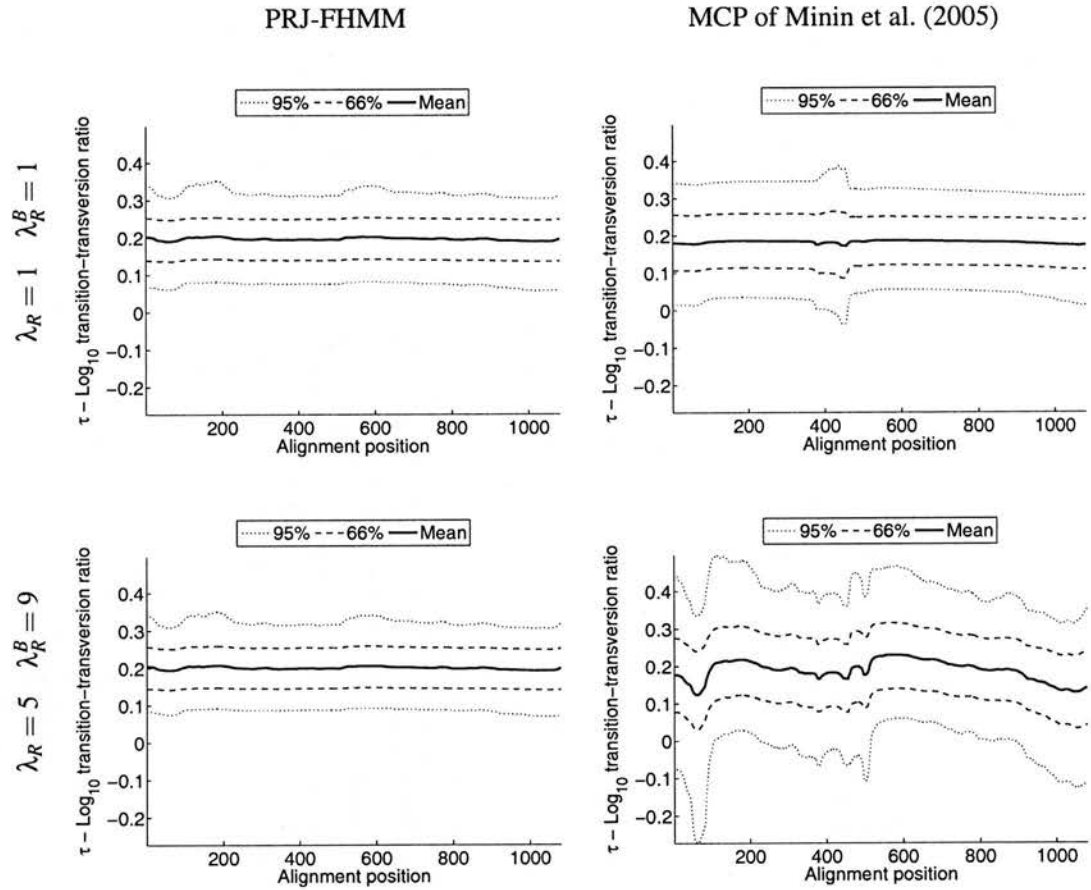 PRJ-FHMM
MCP of Minin et al. (2005)
λ_R = 1 λ_R^B = 1
95% 66% Mean
τ – Log₁₀ transition–transversion ratio
0.4
0.3
0.2
0.1
0
−0.1
−0.2
200 400 600 800 1000
Alignment position
95% 66% Mean
τ – Log₁₀ transition–transversion ratio
0.4
0.3
0.2
0.1
0
−0.1
−0.2
200 400 600 800 1000
Alignment position
λ_R = 5 λ_R^B = 9
95% 66% Mean
τ – Log₁₀ transition–transversion ratio
0.4
0.3
0.2
0.1
0
−0.1
−0.2
200 400 600 800 1000
Alignment position
95% 66% Mean
τ – Log₁₀ transition–transversion ratio
0.4
0.3
0.2
0.1
0
−0.1
−0.2
200 400 600 800 1000
Alignment position